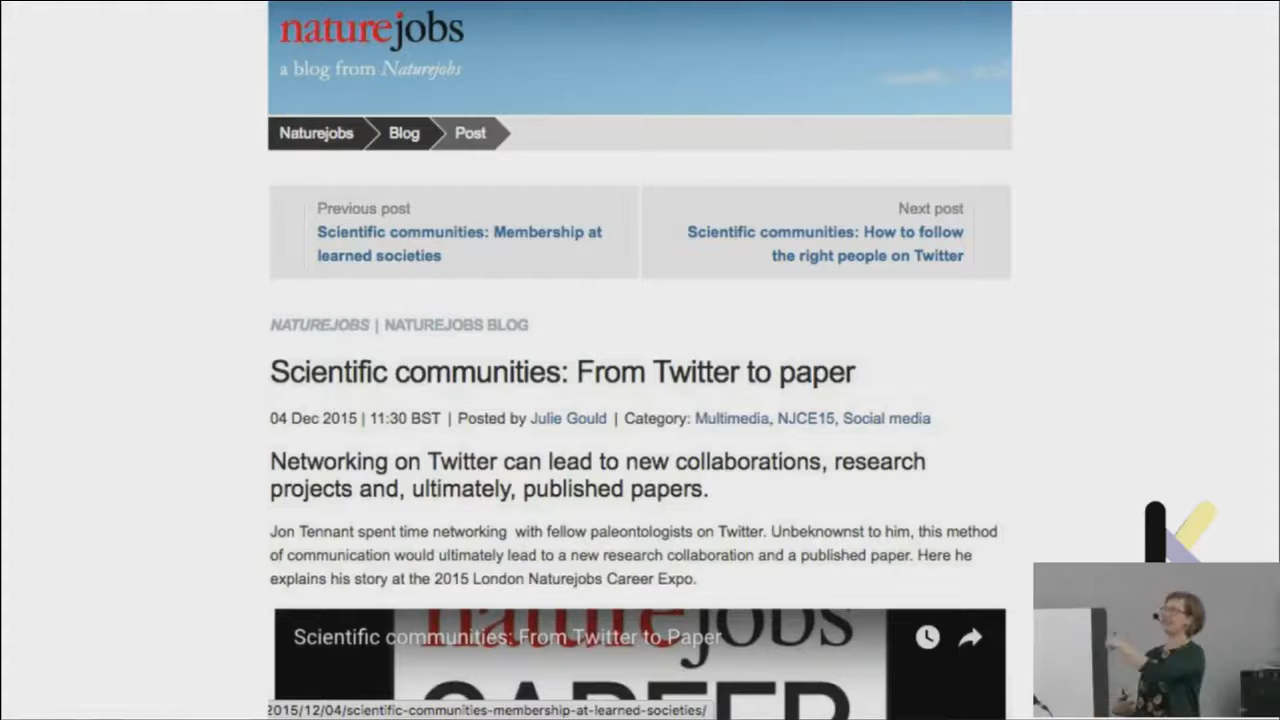 naturejobs
a blog from Naturejobs
Naturejobs Blog Post
Previous post
Scientific communities: Membership at
learned societies
Next post
Scientific communities: How to follow
the right people on Twitter
NATUREJOBS | NATUREJOBS BLOG
Scientific communities: From Twitter to paper
04 Dec 2015 | 11:30 BST | Posted by Julie Gould | Category: Multimedia, NJCE15, Social media
Networking on Twitter can lead to new collaborations, research
projects and, ultimately, published papers.
Jon Tennant spent time networking with fellow paleontologists on Twitter. Unbeknownst to him, this method
of communication would ultimately lead to a new research collaboration and a published paper. Here he
explains his story at the 2015 London Naturejobs Career Expo.
naturejobs
Scientific communities: From Twitter to Paper
CAREER
2015/12/04/scientific-communities-membership-at-learned-societies/